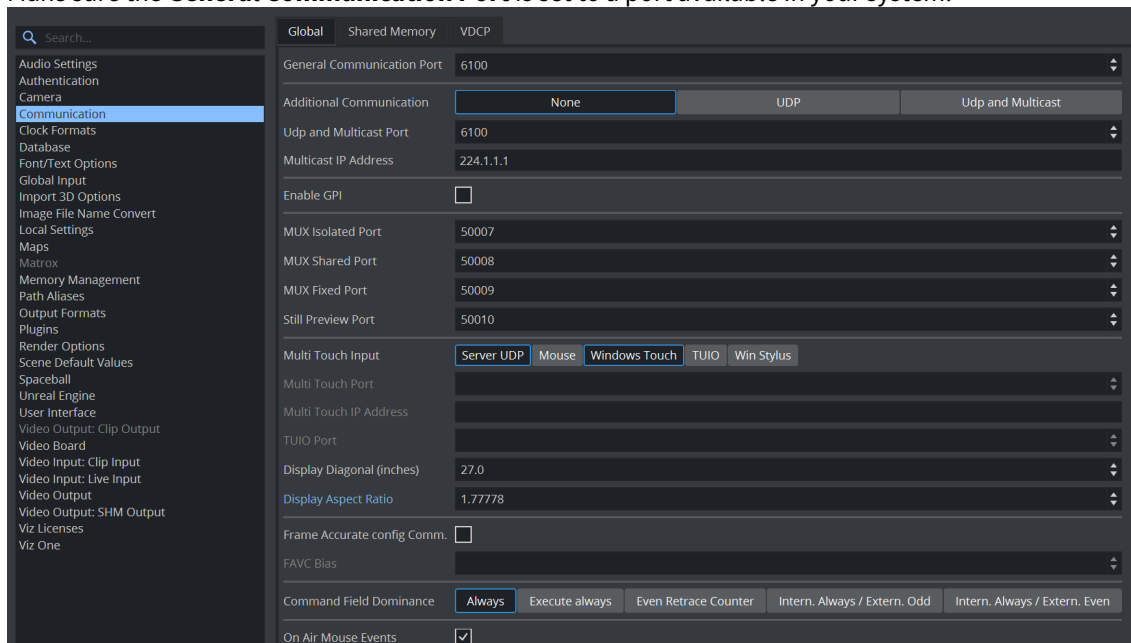 Make sure the General Communication Port is set to a port available in your system.
Search...
Audio Settings
Authentication
Camera
Communication
Clock Formats
Database
Font/Text Options
Global Input
Import 3D Options
Image File Name Convert
Local Settings
Maps
Matrox
Memory Management
Path Aliases
Output Formats
Plugins
Render Options
Scene Default Values
Spaceball
Unreal Engine
User Interface
Video Output: Clip Output
Video Board
Video Input: Clip Input
Video Input: Live Input
Video Output
Video Output: SHM Output
Viz Licenses
Viz One
Global Shared Memory VDCP
General Communication Port 6100
Additional Communication None UDP Udp and Multicast
Udp and Multicast Port 6100
Multicast IP Address 224.1.1.1
Enable GPI
MUX Isolated Port 50007
MUX Shared Port 50008
MUX Fixed Port 50009
Still Preview Port 50010
Multi Touch Input Server UDP Mouse Windows Touch TUIO Win Stylus
Multi Touch Port
Multi Touch IP Address
TUIO Port
Display Diagonal (inches) 27.0
Display Aspect Ratio 1.77778
Frame Accurate config Comm.
FAVC Bias
Command Field Dominance Always Execute always Even Retrace Counter Intern. Always / Extern. Odd Intern. Always / Extern. Even
On Air Mouse Events